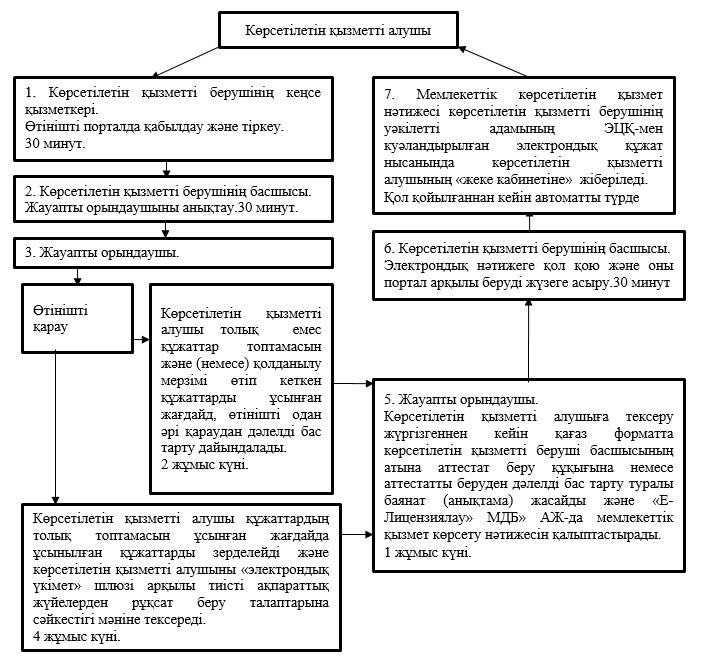 Көрсетілетін қызметті алушы
1. Көрсетілетін қызметті берушінің кеңсе
қызметкері.
Өтінішті порталда қабылдау және тіркеу.
30 минут.
2. Көрсетілетін қызметті берушінің басшысы.
Жауапты орындаушыны анықтау.30 минут.
3. Жауапты орындаушы.
Өтінішті
қарау
Көрсетілетін қызметті
алушы толық емес
құжаттар топтамасын
және (немесе) қолданылу
мерзімі өтіп кеткен
құжаттарды ұсынған
жағдайд, өтінішті одан
әрі қараудан дәлелді бас
тарту дайындалады.
2 жұмыс күні.
Көрсетілетін қызметті алушы құжаттардың
толық топтамасын ұсынған жағдайда
ұсынылған құжаттарды зерделейді және
көрсетілетін қызметті алушыны «электрондық
үкімет» шлюзі арқылы тиісті ақпараттық
жүйелерден рұқсат беру талаптарына
сәйкестігі мәніне тексереді.
4 жұмыс күні.
5. Жауапты орындаушы.
Көрсетілетін қызметті алушыға тексеру
жүргізгеннен кейін қағаз форматта
көрсетілетін қызметті беруші басшысының
атына аттестат беру құқығына немесе
аттестатты беруден дәлелді бас тарту туралы
баянат (анықтама) жасайды және «Е-
Лицензиялау» МДБ» АЖ-да мемлекеттік
қызмет көрсету нәтижесін қалыптастырады.
1 жұмыс күні.
6. Көрсетілетін қызметті берушінің басшысы.
Электрондық нәтижеге қол қою және оны
портал арқылы беруді жүзеге асыру.30 минут
7. Мемлекеттік көрсетілетін қызмет
нәтижесі көрсетілетін қызметті берушінің
уәкілетті адамының ЭЦҚ-мен
куәландырылған электрондық құжат
нысанында көрсетілетін қызметті
алушының «жеке кабинетіне» жіберіледі.
Қол қойылғаннан кейін автоматты түрде